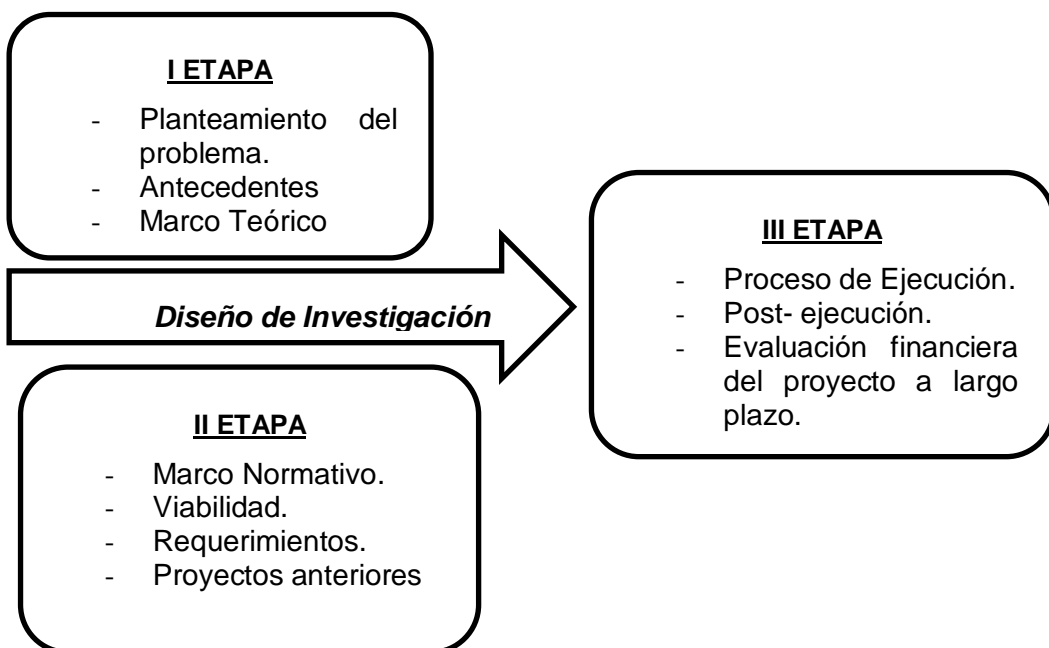 I ETAPA
- Planteamiento del
problema.
- Antecedentes
- Marco Teórico
Diseño de Investigación
II ETAPA
- Marco Normativo.
- Viabilidad.
- Requerimientos.
- Proyectos anteriores
III ETAPA
- Proceso de Ejecución.
- Post- ejecución.
- Evaluación financiera
del proyecto a largo
plazo.